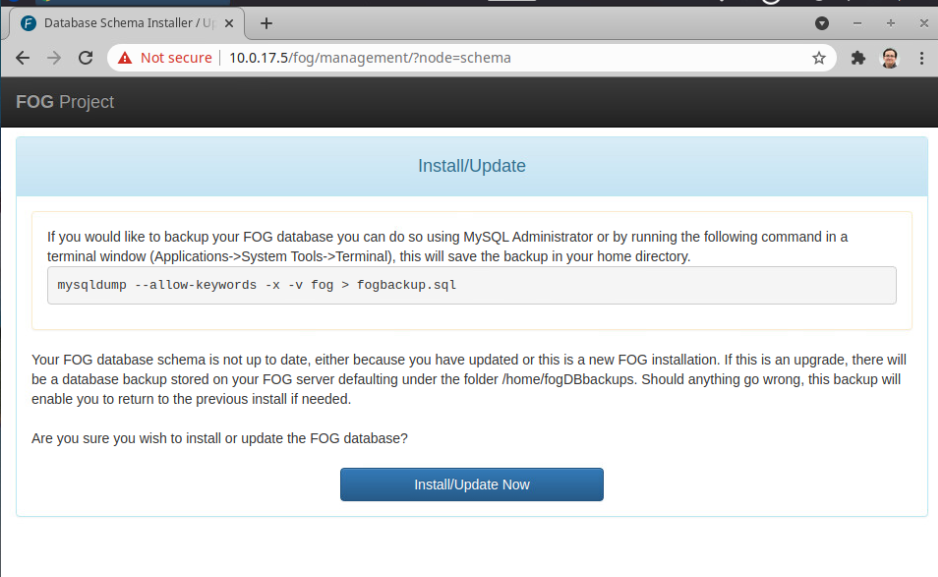 Database Schema Installer / Up
Not secure | 10.0.17.5/fog/management/?node=schema
FOG Project
Install/Update
If you would like to backup your FOG database you can do so using MySQL Administrator or by running the following command in a
terminal window (Applications->System Tools->Terminal), this will save the backup in your home directory.
mysqldump --allow-keywords -x -v fog > fogbackup.sql
Your FOG database schema is not up to date, either because you have updated or this is a new FOG installation. If this is an upgrade, there will
be a database backup stored on your FOG server defaulting under the folder /home/fogDBbackups. Should anything go wrong, this backup will
enable you to return to the previous install if needed.
Are you sure you wish to install or update the FOG database?
Install/Update Now